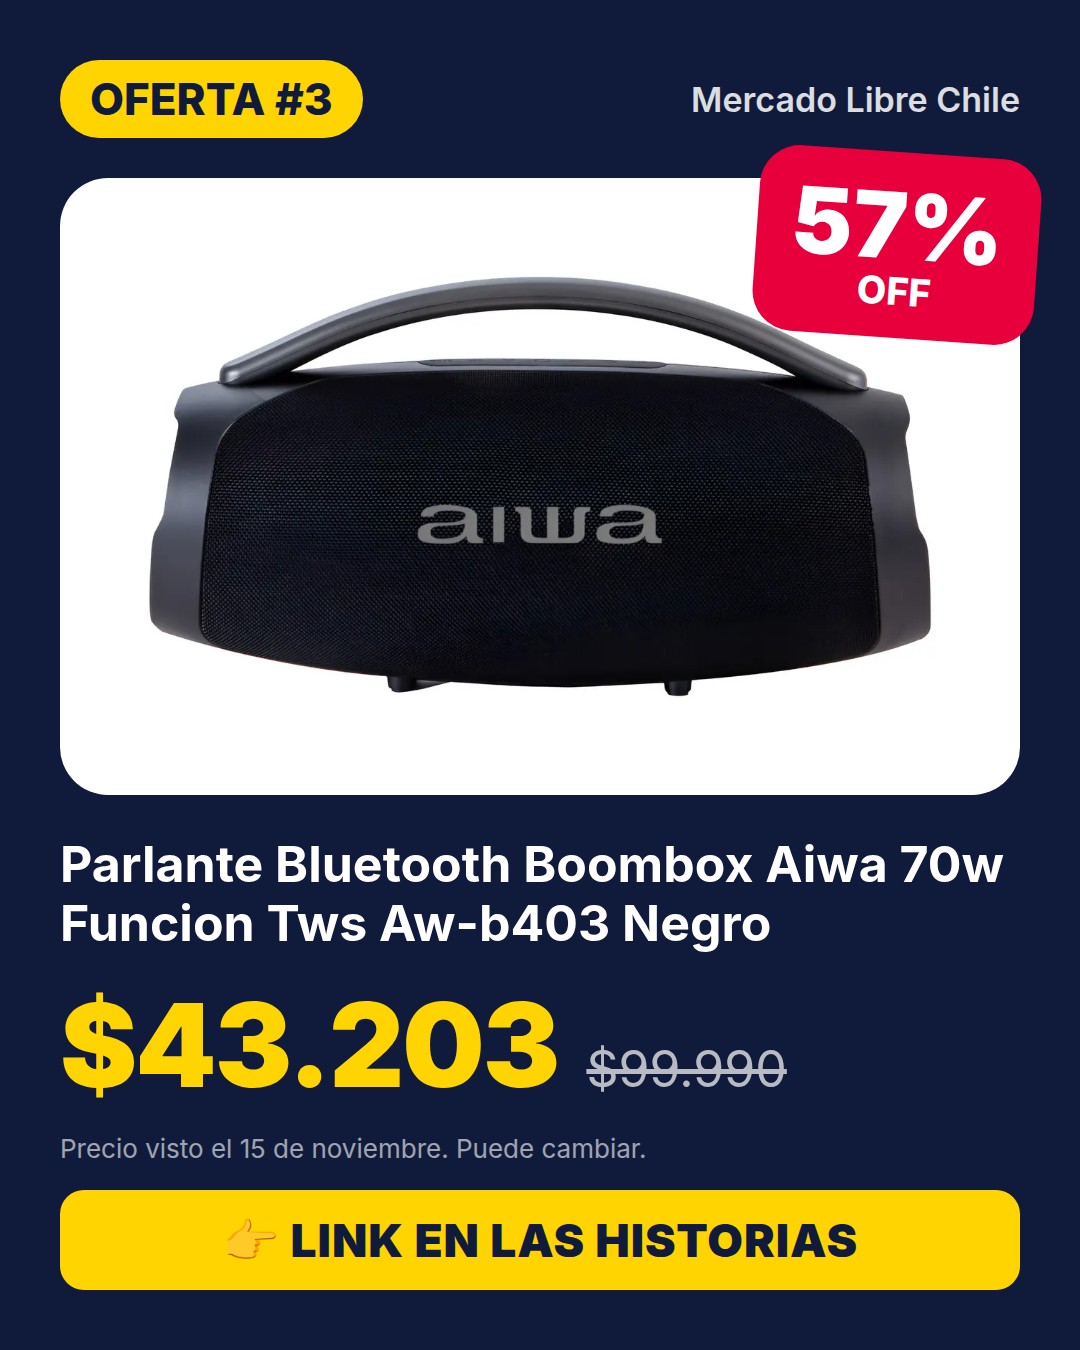 OFERTA #3
Mercado Libre Chile
57%
OFF
aiwa
Parlante Bluetooth Boombox Aiwa 70w
Funcion Tws Aw-b403 Negro
$43.203 $99.990
Precio visto el 15 de noviembre. Puede cambiar.
👉 LINK EN LAS HISTORIAS